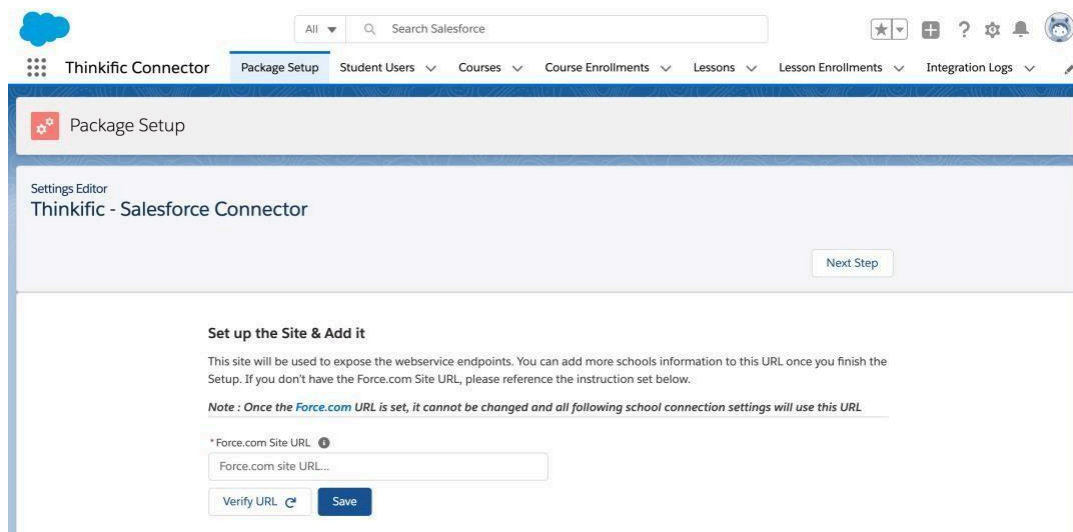 All
Search Salesforce
Thinkific Connector Package Setup Student Users Courses Course Enrollments Lessons Lesson Enrollments Integration Logs
Package Setup
Settings Editor
Thinkific - Salesforce Connector
Next Step
Set up the Site & Add it
This site will be used to expose the webservice endpoints. You can add more schools information to this URL once you finish the
Setup. If you don't have the Force.com Site URL, please reference the instruction set below.
Note : Once the Force.com URL is set, it cannot be changed and all following school connection settings will use this URL
* Force.com Site URL
Force.com site URL...
Verify URL Save